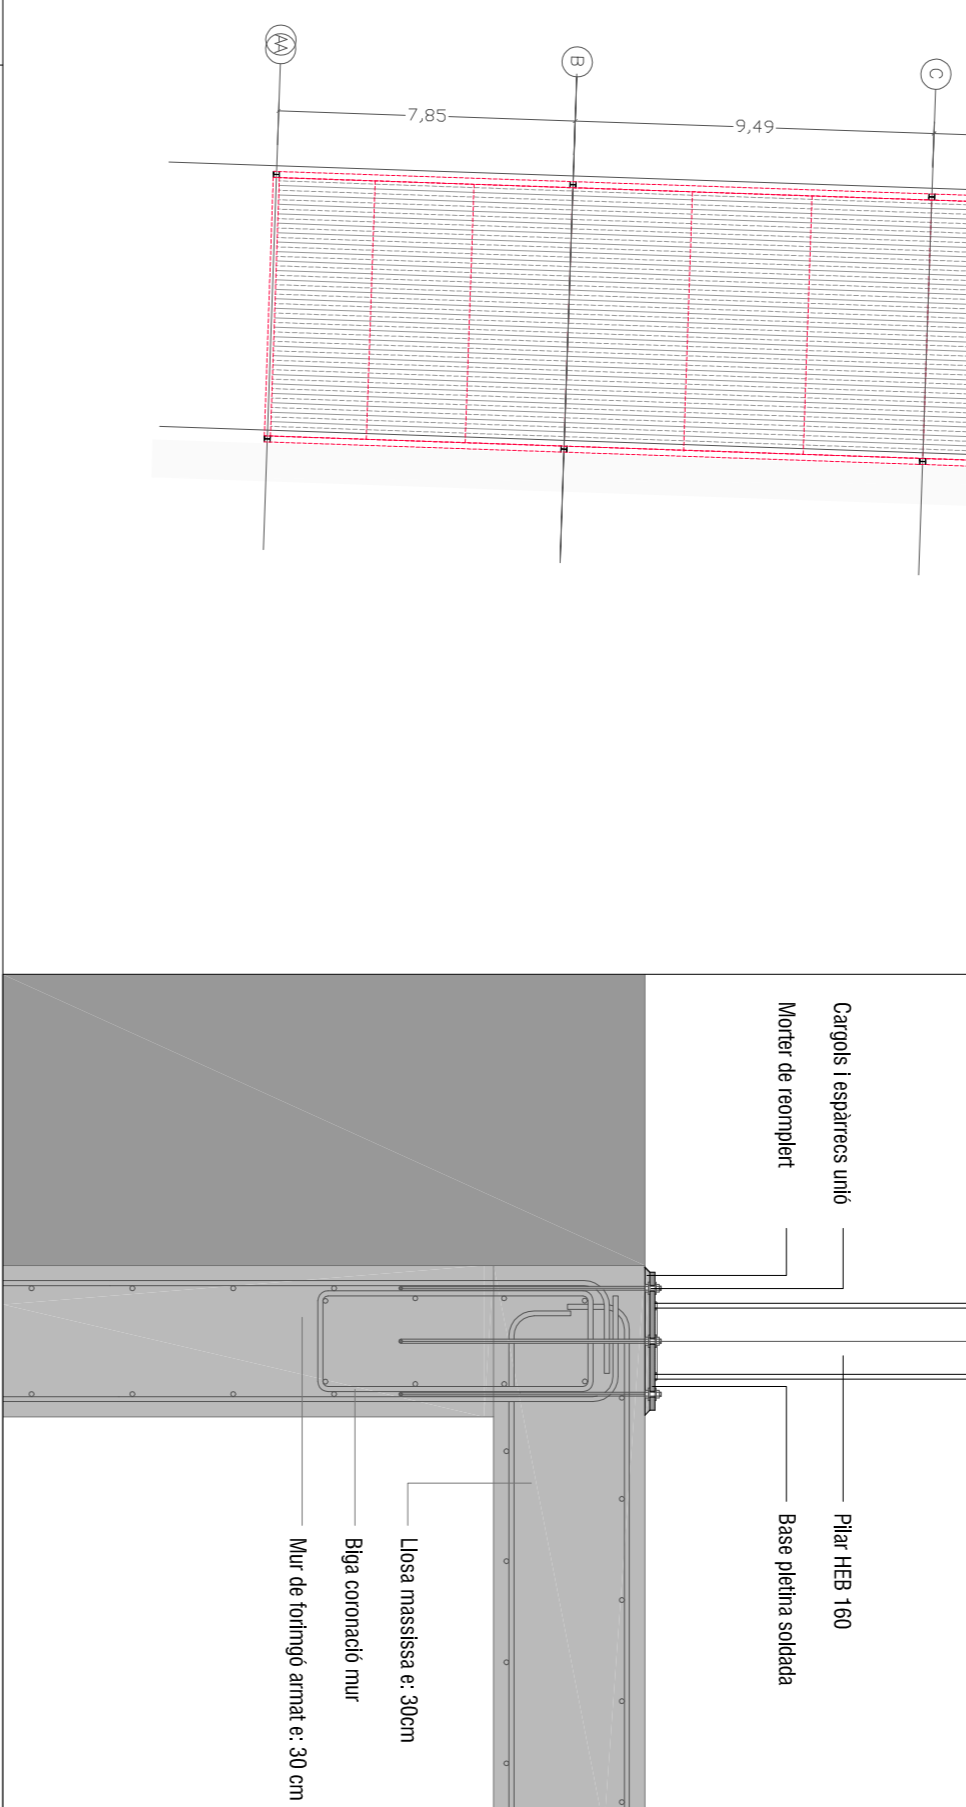 AA
B
C
7,85
9,49
Cargols i espàrrecs unió
Morter de reomplert
Pilar HEB 160
Base pletina soldada
Llosa massissa e: 30cm
Biga coronació mur
Mur de forimgó armat e: 30 cm